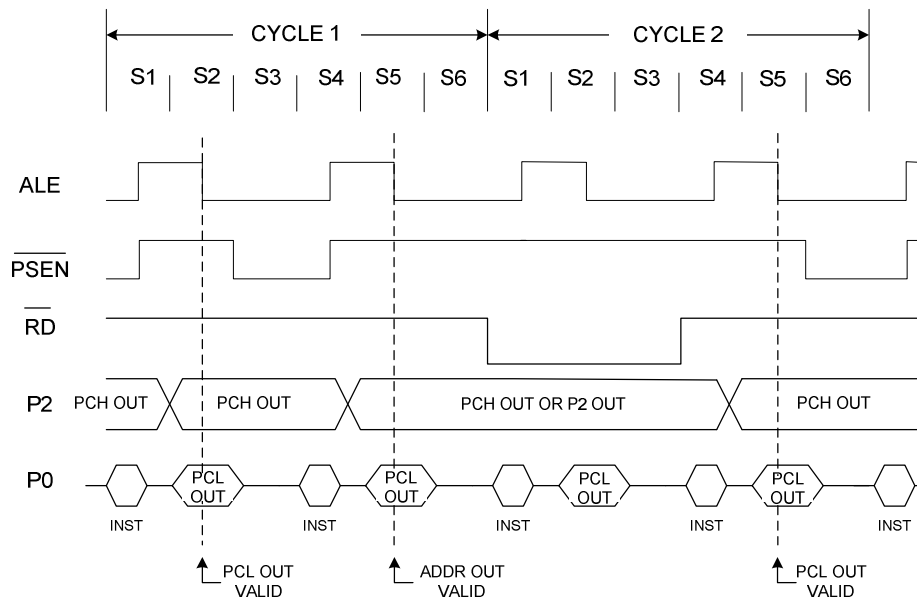 CYCLE 1 CYCLE 2
S1 S2 S3 S4 S5 S6 S1 S2 S3 S4 S5 S6
ALE
PSEN
RD
P2 PCH OUT PCH OUT PCH OUT OR P2 OUT PCH OUT
P0 PCL OUT PCL OUT PCL OUT PCL OUT
INST INST INST INST INST
PCL OUT VALID ADDR OUT VALID PCL OUT VALID